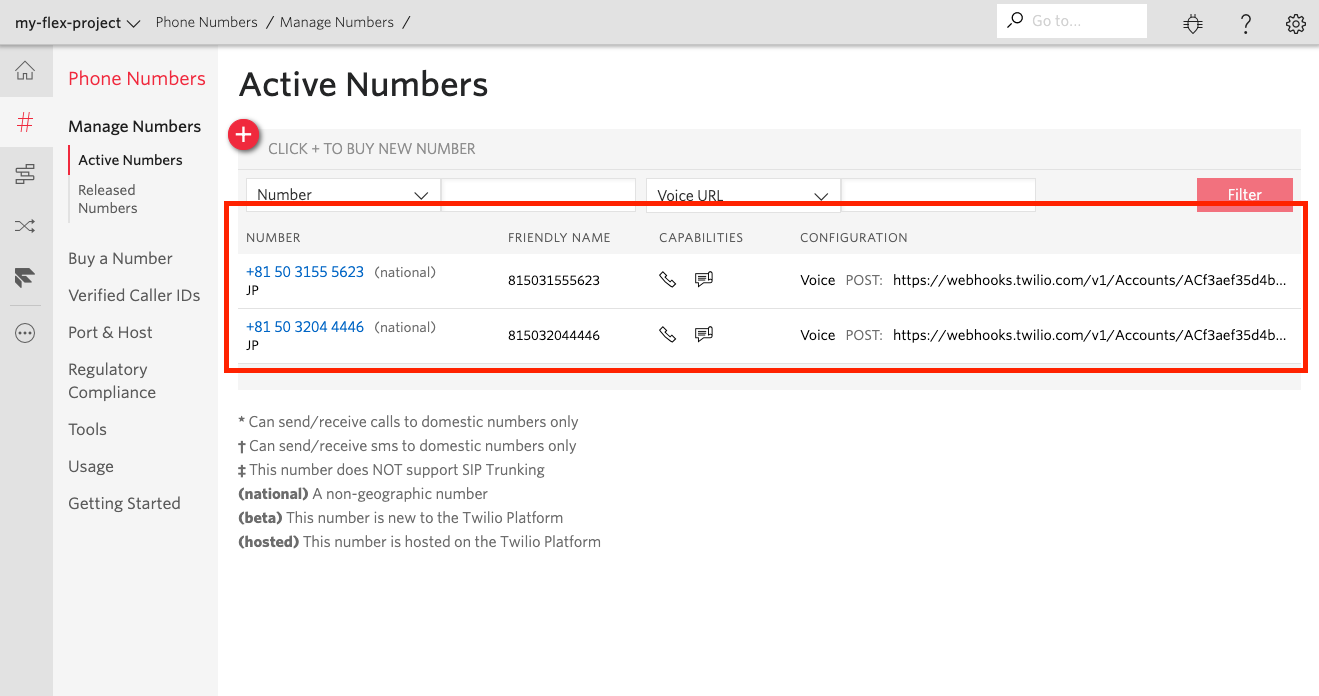 my-flex-project Phone Numbers / Manage Numbers /
Go to...
Phone Numbers
Manage Numbers
Active Numbers
Released
Numbers
Buy a Number
Verified Caller IDs
Port & Host
Regulatory
Compliance
Tools
Usage
Getting Started
Active Numbers
CLICK + TO BUY NEW NUMBER
Number Voice URL Filter
NUMBER FRIENDLY NAME CAPABILITIES CONFIGURATION
+81 50 3155 5623 (national) 815031555623 Voice POST: https://webhooks.twilio.com/v1/Accounts/ACf3aef35d4b...
JP
+81 50 3204 4446 (national) 815032044446 Voice POST: https://webhooks.twilio.com/v1/Accounts/ACf3aef35d4b...
JP
* Can send/receive calls to domestic numbers only
† Can send/receive sms to domestic numbers only
‡ This number does NOT support SIP Trunking
(national) A non-geographic number
(beta) This number is new to the Twilio Platform
(hosted) This number is hosted on the Twilio Platform